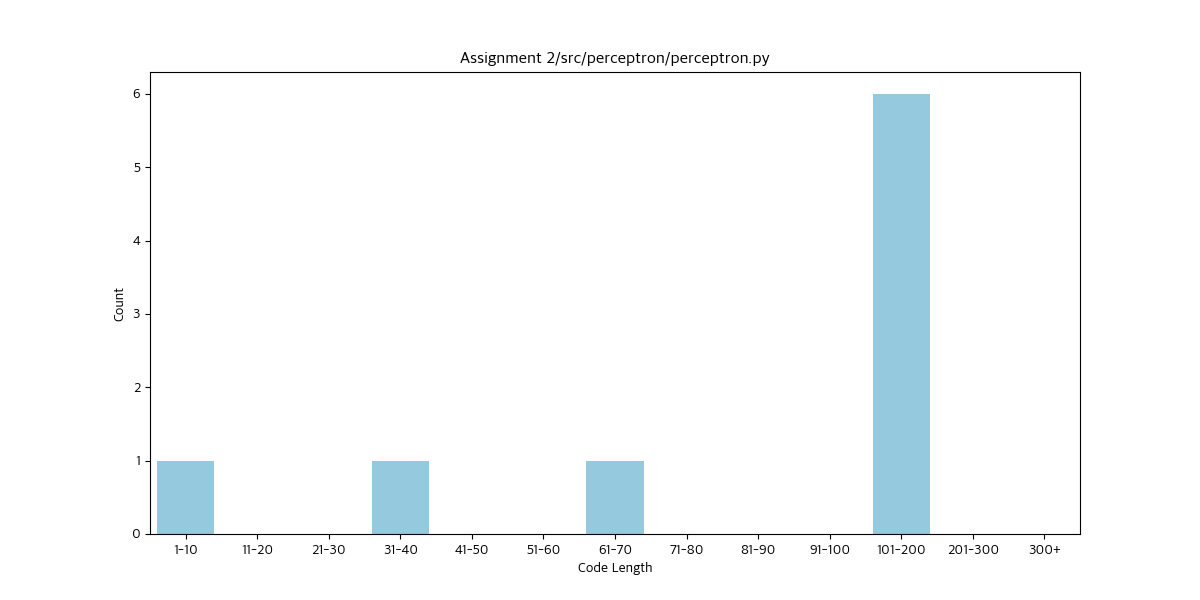 Assignment 2/src/perceptron/perceptron.py
6
5
4
3
2
1
0
Count
1-10 11-20 21-30 31-40 41-50 51-60 61-70 71-80 81-90 91-100 101-200 201-300 300+
Code Length